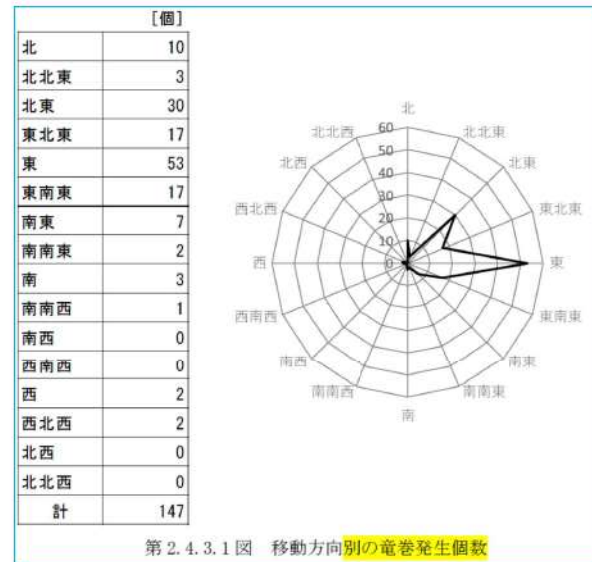 [個]
北 10
北北東 3
北東 30
東北東 17
東 53
東南東 17
南東 7
南南東 2
南 3
南南西 1
南西 0
西南西 0
西 2
西北西 2
北西 0
北北西 0
計 147
北
北北西 60 北北東
50
北西 40 北東
30
西北西 20 東北東
10
西 0 東
西南西 東南東
南西 南東
南南西 南南東
南
第2.4.3.1図 移動方向別の竜巻発生個数